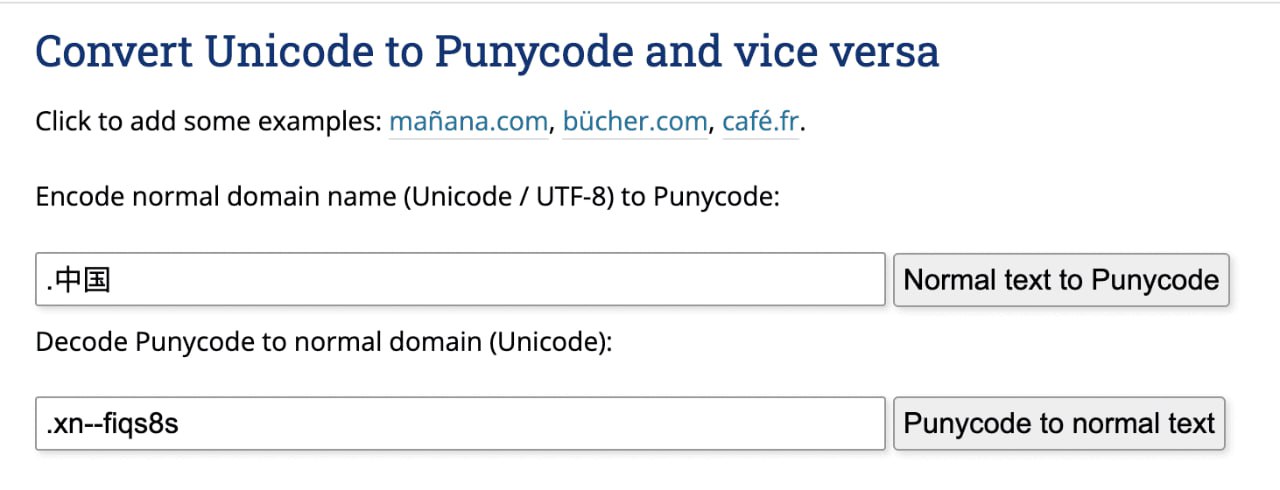 Convert Unicode to Punycode and vice versa
Click to add some examples: mañana.com, bücher.com, café.fr.
Encode normal domain name (Unicode / UTF-8) to Punycode:
.中国 Normal text to Punycode
Decode Punycode to normal domain (Unicode):
.xn--fiqs8s Punycode to normal text